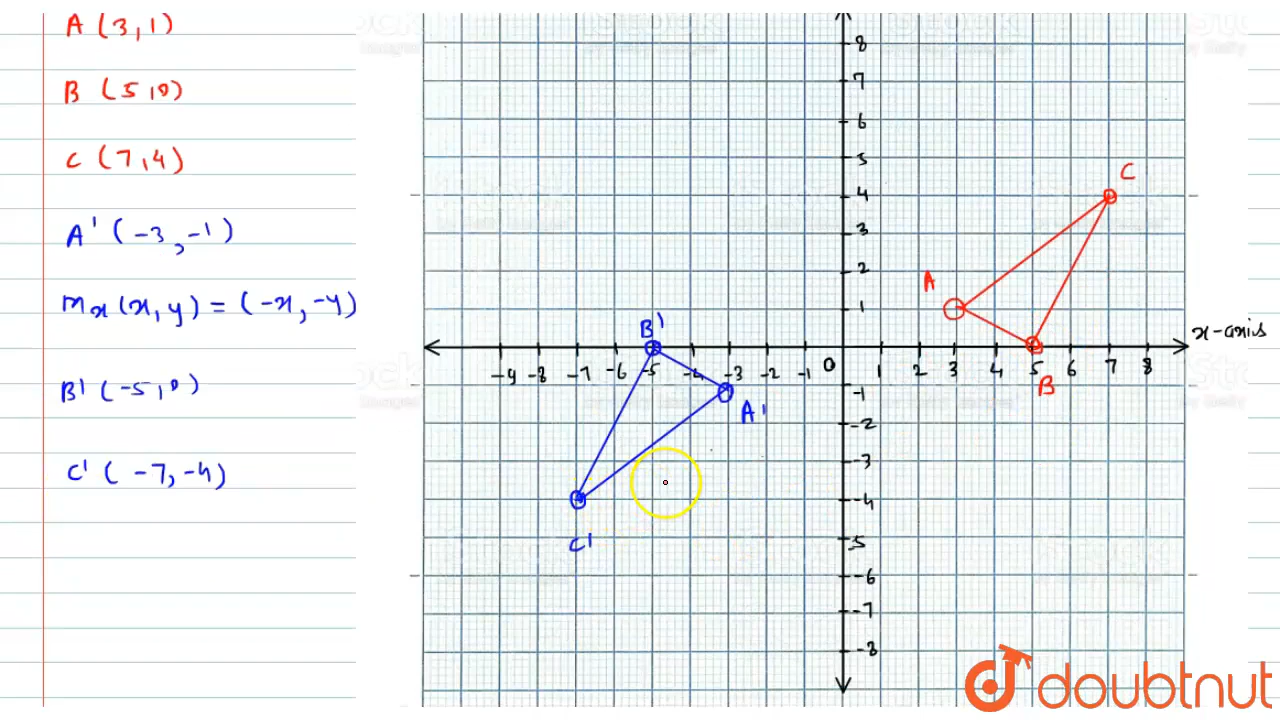 A (3,1)
B (5,0)
C (7,4)
A' (-3,-1)
mx(x,y) = (-x,-y)
B' (-5,0)
C' (-7,-4)
8
7
6
5
4
3
2
1
C
A
B
x-axis
B'
A'
C'
-9 -8 -7 -6 -5 -4 -3 -2 -1 0 1 2 3 4 5 6 7 8
-1
-2
-3
-4
-5
-6
-7
-8
doubtnut